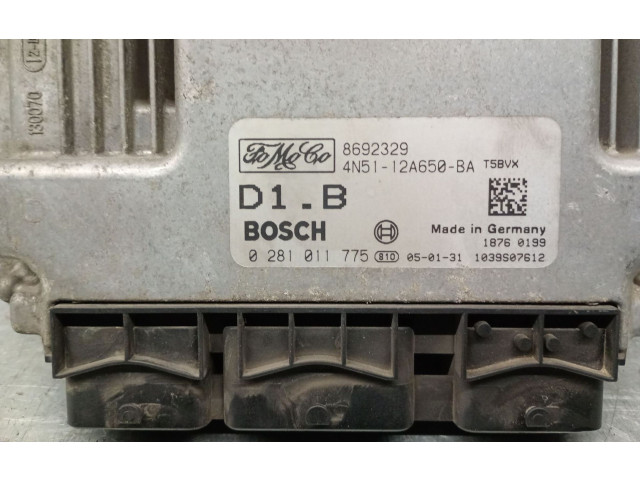 130070
FoMoCo 8692329
4N51-12A650-BA T5BVX
D1.B
BOSCH
Made in Germany
1876 0199
0 281 011 775 810 05-01-31 1039S07612